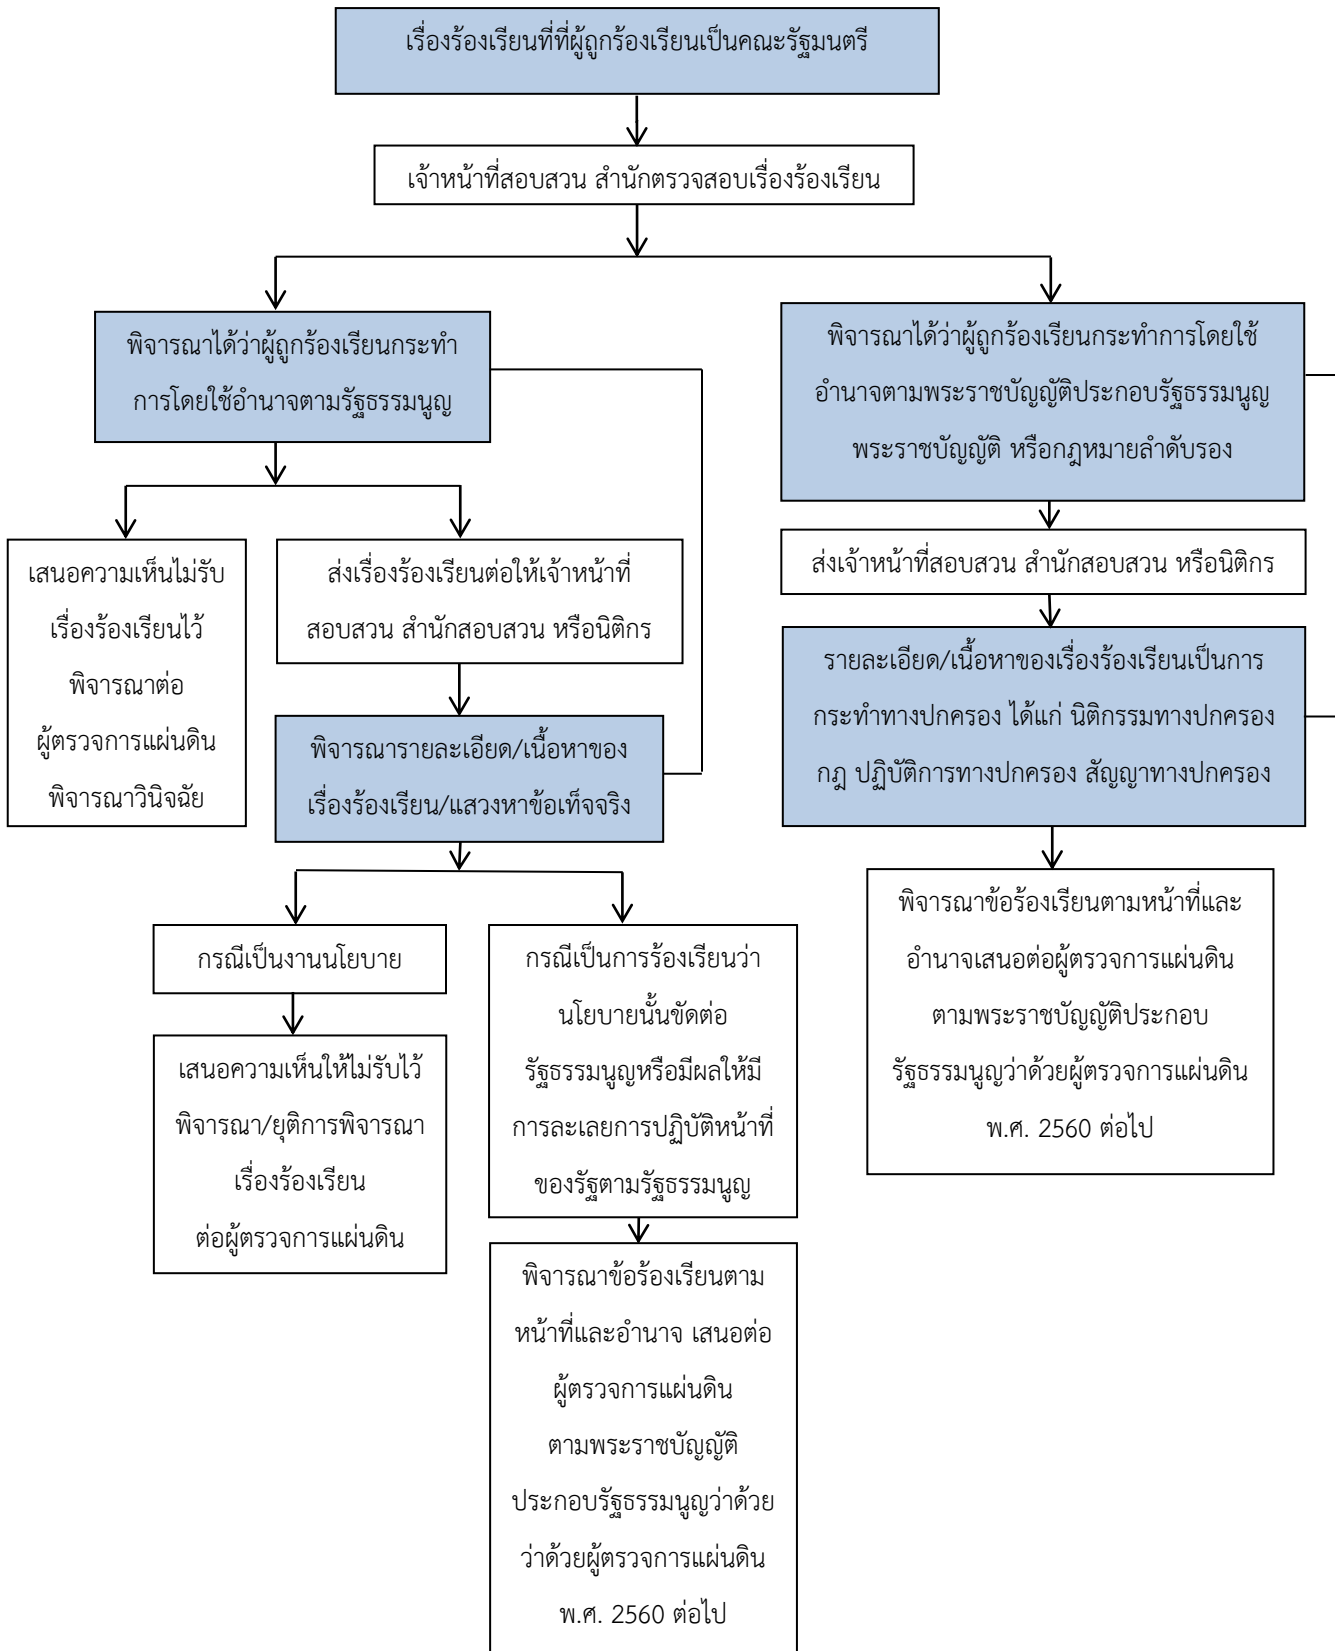 เรื่องร้องเรียนที่ที่ผู้ถูกร้องเรียนเป็นคณะรัฐมนตรี
เจ้าหน้าที่สอบสวน สำนักตรวจสอบเรื่องร้องเรียน
พิจารณาได้ว่าผู้ถูกร้องเรียนกระทำ
การโดยใช้อำนาจตามรัฐธรรมนูญ
พิจารณาได้ว่าผู้ถูกร้องเรียนกระทำการโดยใช้
อำนาจตามพระราชบัญญัติประกอบรัฐธรรมนูญ
พระราชบัญญัติ หรือกฎหมายลำดับรอง
เสนอความเห็นไม่รับ
เรื่องร้องเรียนไว้
พิจารณาต่อ
ผู้ตรวจการแผ่นดิน
พิจารณาวินิจฉัย
ส่งเรื่องร้องเรียนต่อให้เจ้าหน้าที่
สอบสวน สำนักสอบสวน หรือนิติกร
ส่งเจ้าหน้าที่สอบสวน สำนักสอบสวน หรือนิติกร
รายละเอียด/เนื้อหาของเรื่องร้องเรียนเป็นการ
กระทำทางปกครอง ได้แก่ นิติกรรมทางปกครอง
กฎ ปฏิบัติการทางปกครอง สัญญาทางปกครอง
พิจารณารายละเอียด/เนื้อหาของ
เรื่องร้องเรียน/แสวงหาข้อเท็จจริง
กรณีเป็นงานนโยบาย
เสนอความเห็นให้ไม่รับไว้
พิจารณา/ยุติการพิจารณา
เรื่องร้องเรียน
ต่อผู้ตรวจการแผ่นดิน
กรณีเป็นการร้องเรียนว่า
นโยบายนั้นขัดต่อ
รัฐธรรมนูญหรือมีผลให้มี
การละเลยการปฏิบัติหน้าที่
ของรัฐตามรัฐธรรมนูญ
พิจารณาข้อร้องเรียนตาม
หน้าที่และอำนาจ เสนอต่อ
ผู้ตรวจการแผ่นดิน
ตามพระราชบัญญัติ
ประกอบรัฐธรรมนูญว่าด้วย
ว่าด้วยผู้ตรวจการแผ่นดิน
พ.ศ. 2560 ต่อไป
พิจารณาข้อร้องเรียนตามหน้าที่และ
อำนาจเสนอต่อผู้ตรวจการแผ่นดิน
ตามพระราชบัญญัติประกอบ
รัฐธรรมนูญว่าด้วยผู้ตรวจการแผ่นดิน
พ.ศ. 2560 ต่อไป